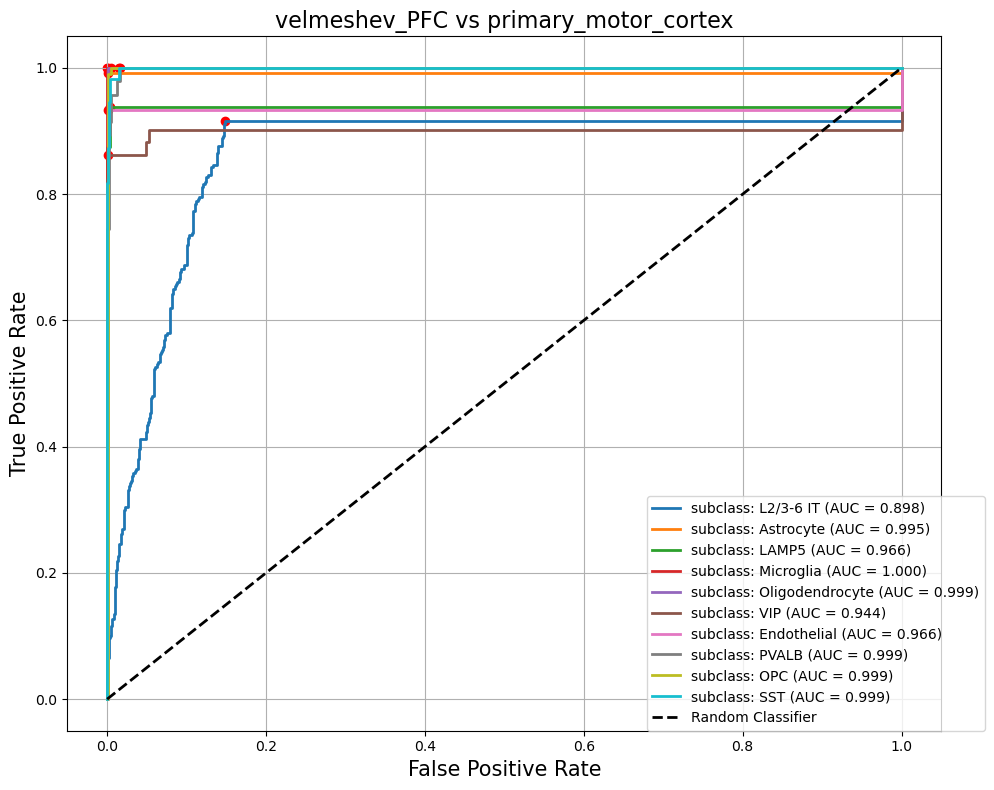 velmeshev_PFC vs primary_motor_cortex
True Positive Rate
1.0
0.8
0.6
0.4
0.2
0.0
0.0 0.2 0.4 0.6 0.8 1.0
False Positive Rate
subclass: L2/3-6 IT (AUC = 0.898)
subclass: Astrocyte (AUC = 0.995)
subclass: LAMP5 (AUC = 0.966)
subclass: Microglia (AUC = 1.000)
subclass: Oligodendrocyte (AUC = 0.999)
subclass: VIP (AUC = 0.944)
subclass: Endothelial (AUC = 0.966)
subclass: PVALB (AUC = 0.999)
subclass: OPC (AUC = 0.999)
subclass: SST (AUC = 0.999)
Random Classifier